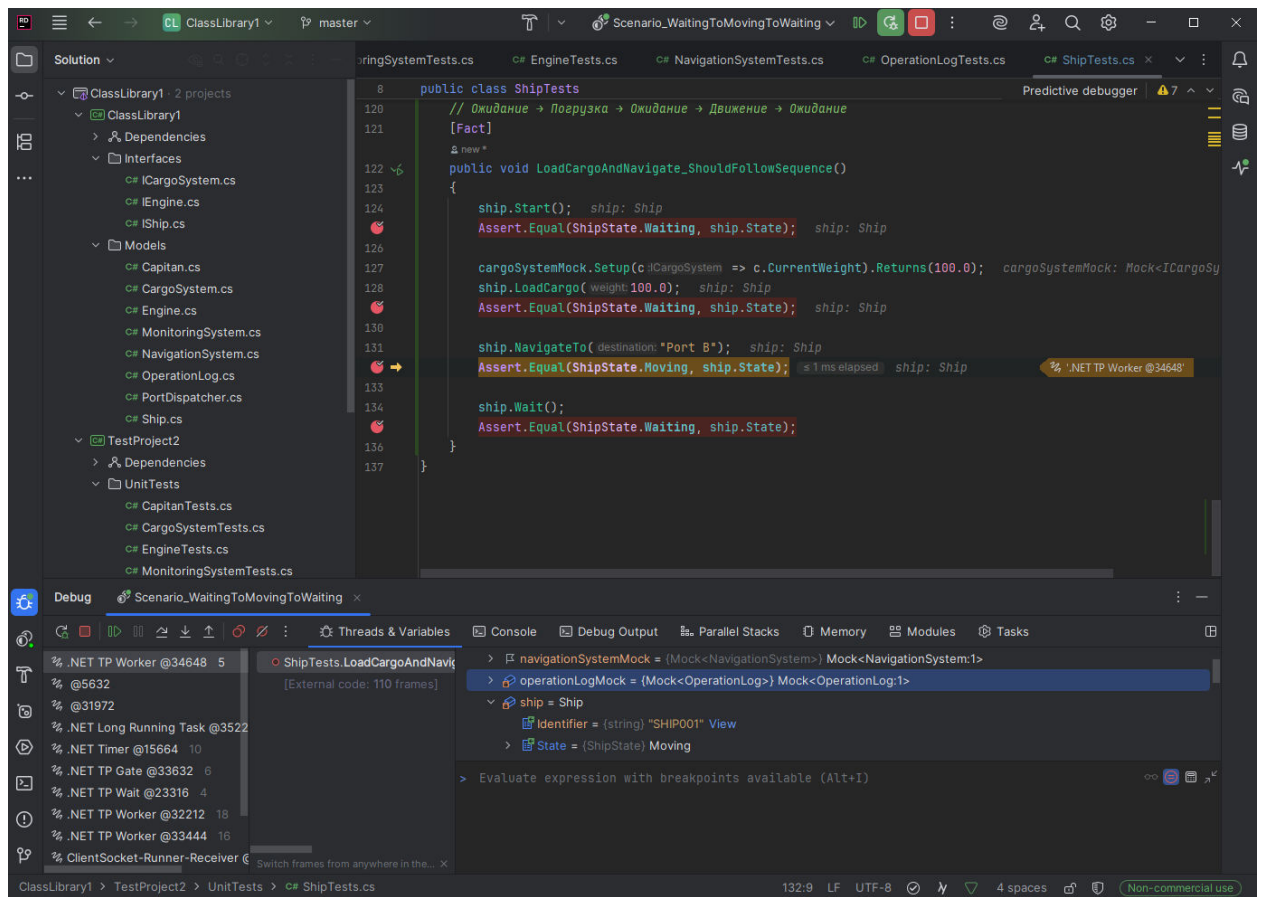 RD CL ClassLibrary1 master Scenario_WaitingToMovingToWaiting
Solution
oringSystemTests.cs C# EngineTests.cs C# NavigationSystemTests.cs C# OperationLogTests.cs C# ShipTests.cs
ClassLibrary1 · 2 projects
C# ClassLibrary1
Dependencies
Interfaces
C# ICargoSystem.cs
C# IEngine.cs
C# IShip.cs
Models
C# Capitan.cs
C# CargoSystem.cs
C# Engine.cs
C# MonitoringSystem.cs
C# NavigationSystem.cs
C# OperationLog.cs
C# PortDispatcher.cs
C# Ship.cs
C# TestProject2
Dependencies
UnitTests
C# CapitanTests.cs
C# CargoSystemTests.cs
C# EngineTests.cs
C# MonitoringSystemTests.cs
8 public class ShipTests Predictive debugger 7
120 // Ожидание → Погрузка → Ожидание → Движение → Ожидание
121 [Fact]
new *
122 public void LoadCargoAndNavigate_ShouldFollowSequence()
123 {
124 ship.Start(); ship: Ship
Assert.Equal(ShipState.Waiting, ship.State); ship: Ship
126
127 cargoSystemMock.Setup(c :ICargoSystem => c.CurrentWeight).Returns(100.0); cargoSystemMock: Mock<ICargoSy
128 ship.LoadCargo( weight: 100.0); ship: Ship
Assert.Equal(ShipState.Waiting, ship.State); ship: Ship
130
131 ship.NavigateTo( destination: "Port B"); ship: Ship
Assert.Equal(ShipState.Moving, ship.State); ≤ 1 ms elapsed ship: Ship '.NET TP Worker @34648'
133
134 ship.Wait();
Assert.Equal(ShipState.Waiting, ship.State);
136 }
137 }
Debug Scenario_WaitingToMovingToWaiting
Threads & Variables Console Debug Output Parallel Stacks Memory Modules Tasks
.NET TP Worker @34648 5
@5632
@31972
.NET Long Running Task @3522
.NET Timer @15664 10
.NET TP Gate @33632 6
.NET TP Wait @23316 4
.NET TP Worker @32212 18
.NET TP Worker @33444 16
ClientSocket-Runner-Receiver @
ShipTests.LoadCargoAndNavig
[External code: 110 frames]
Switch frames from anywhere in the...
navigationSystemMock = {Mock<NavigationSystem>} Mock<NavigationSystem:1>
operationLogMock = {Mock<OperationLog>} Mock<OperationLog:1>
ship = Ship
Identifier = {string} "SHIP001" View
State = {ShipState} Moving
> Evaluate expression with breakpoints available (Alt+I)
ClassLibrary1 > TestProject2 > UnitTests > C# ShipTests.cs 132:9 LF UTF-8 4 spaces Non-commercial use